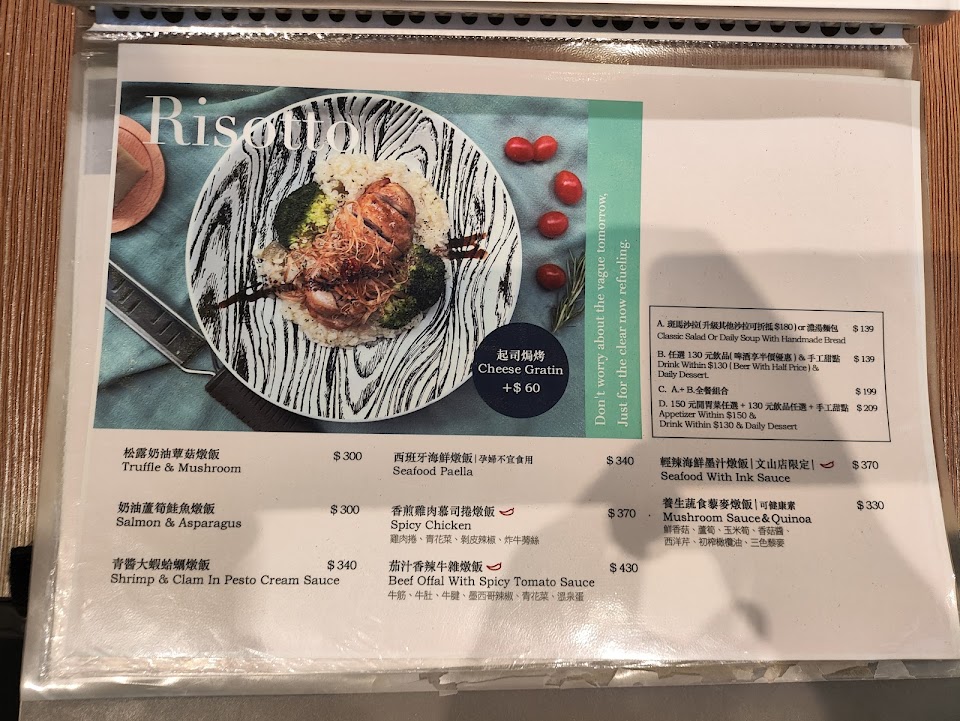 Risotto
Don't worry about the vague tomorrow,
Just for the clear now refueling.
起司焗烤
Cheese Gratin
+$ 60
A. 斑馬沙拉(升級其他沙拉可折抵 $180) or 濃湯麵包 $ 139
Classic Salad Or Daily Soup With Handmade Bread
B. 任選 130 元飲品( 啤酒享半價優惠 ) & 手工甜點 $ 139
Drink Within $130 ( Beer With Half Price ) &
Daily Dessert.
C. A.+ B.全餐組合 $ 199
D. 150 元開胃菜任選 + 130 元飲品任選 + 手工甜點 $ 209
Appetizer Within $150 &
Drink Within $130 & Daily Dessert
松露奶油蕈菇燉飯 $ 300
Truffle & Mushroom
奶油蘆筍鮭魚燉飯 $ 300
Salmon & Asparagus
青醬大蝦蛤蠣燉飯 $ 340
Shrimp & Clam In Pesto Cream Sauce
西班牙海鮮燉飯|孕婦不宜食用 $ 340
Seafood Paella
香煎雞肉慕司捲燉飯 $ 370
Spicy Chicken
雞肉捲、青花菜、剝皮辣椒、炸牛蒡絲
茄汁香辣牛雜燉飯 $ 430
Beef Offal With Spicy Tomato Sauce
牛筋、牛肚、牛腱、墨西哥辣椒、青花菜、溫泉蛋
輕辣海鮮墨汁燉飯|文山店限定| $ 370
Seafood With Ink Sauce
養生蔬食藜麥燉飯|可健康素 $ 330
Mushroom Sauce&Quinoa
鮮香菇、蘆筍、玉米筍、香菇醬、
西洋芹、初榨橄欖油、三色藜麥